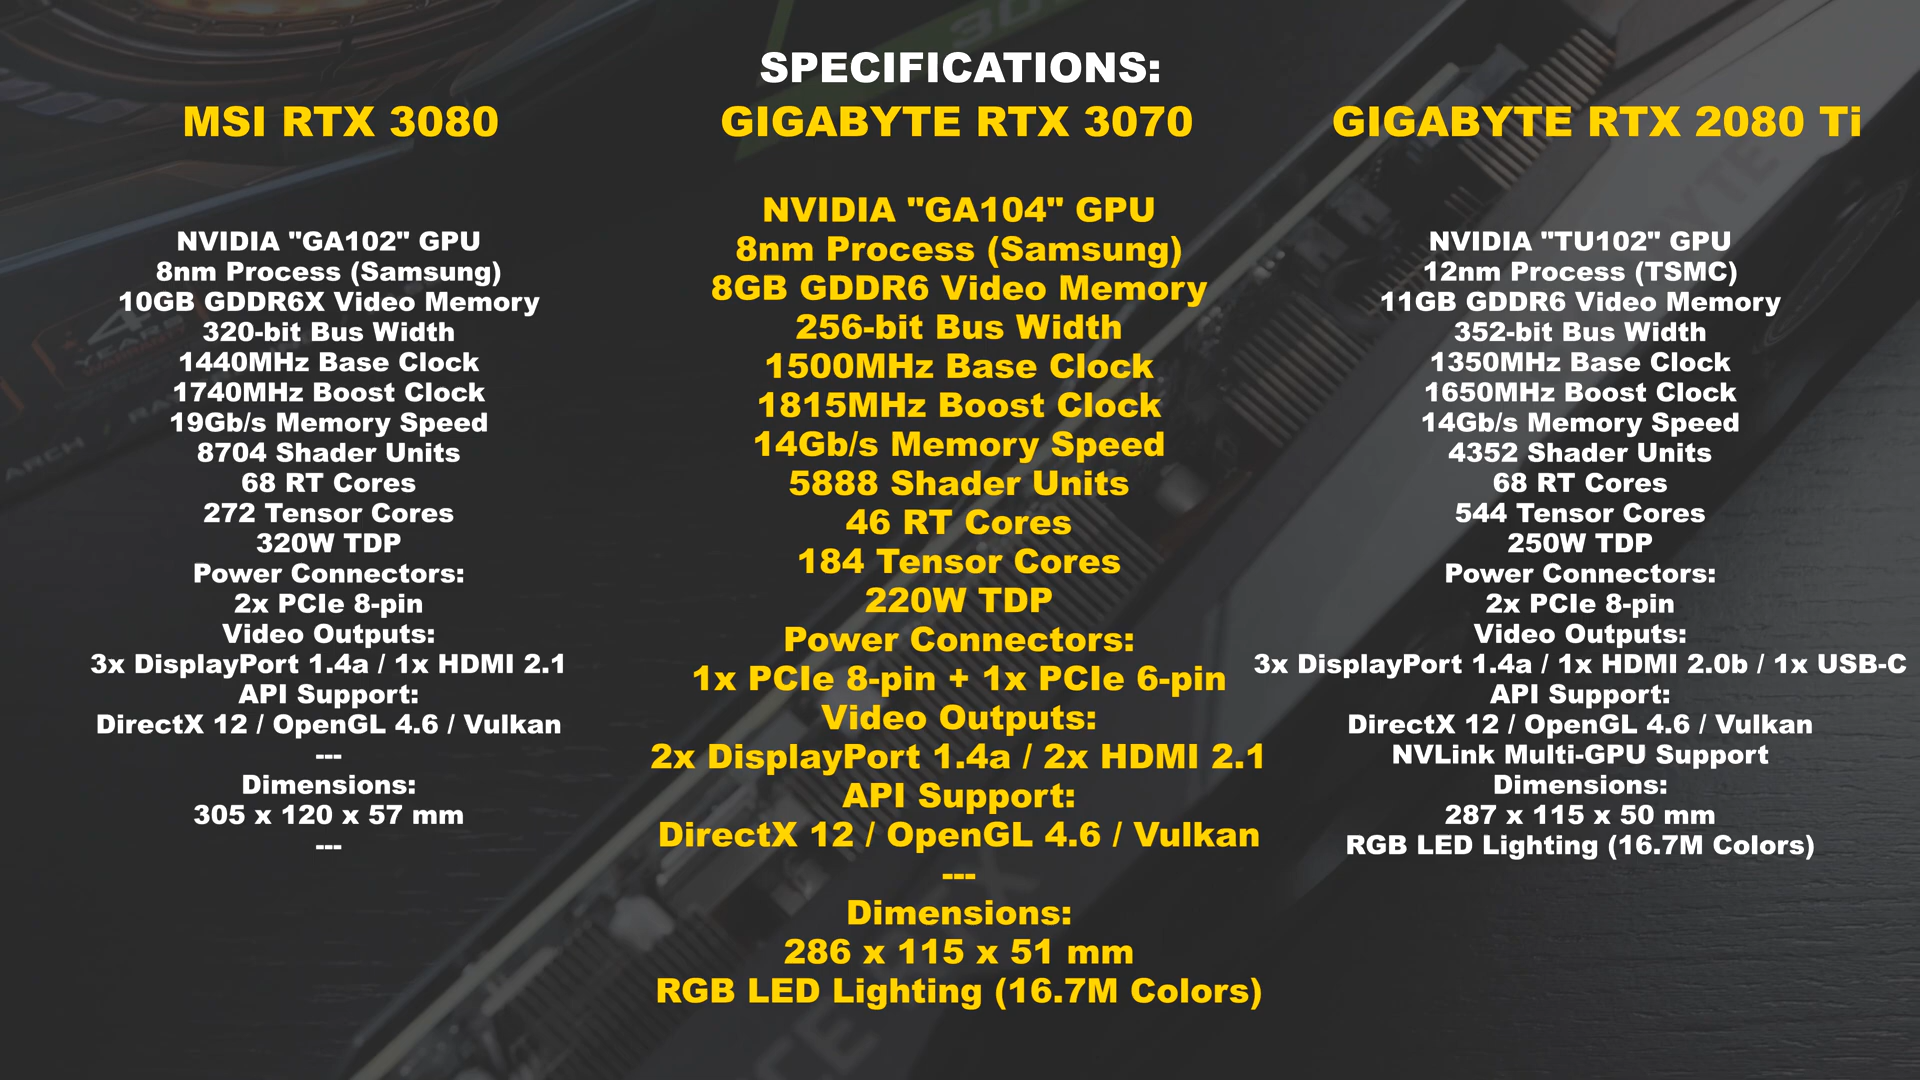 SPECIFICATIONS:
MSI RTX 3080
NVIDIA "GA102" GPU
8nm Process (Samsung)
10GB GDDR6X Video Memory
320-bit Bus Width
1440MHz Base Clock
1740MHz Boost Clock
19Gb/s Memory Speed
8704 Shader Units
68 RT Cores
272 Tensor Cores
320W TDP
Power Connectors:
2x PCIe 8-pin
Video Outputs:
3x DisplayPort 1.4a / 1x HDMI 2.1
API Support:
DirectX 12 / OpenGL 4.6 / Vulkan
---
Dimensions:
305 x 120 x 57 mm
---
GIGABYTE RTX 3070
NVIDIA "GA104" GPU
8nm Process (Samsung)
8GB GDDR6 Video Memory
256-bit Bus Width
1500MHz Base Clock
1815MHz Boost Clock
14Gb/s Memory Speed
5888 Shader Units
46 RT Cores
184 Tensor Cores
220W TDP
Power Connectors:
1x PCIe 8-pin + 1x PCIe 6-pin
Video Outputs:
2x DisplayPort 1.4a / 2x HDMI 2.1
API Support:
DirectX 12 / OpenGL 4.6 / Vulkan
---
Dimensions:
286 x 115 x 51 mm
RGB LED Lighting (16.7M Colors)
GIGABYTE RTX 2080 Ti
NVIDIA "TU102" GPU
12nm Process (TSMC)
11GB GDDR6 Video Memory
352-bit Bus Width
1350MHz Base Clock
1650MHz Boost Clock
14Gb/s Memory Speed
4352 Shader Units
68 RT Cores
544 Tensor Cores
250W TDP
Power Connectors:
2x PCIe 8-pin
Video Outputs:
3x DisplayPort 1.4a / 1x HDMI 2.0b / 1x USB-C
API Support:
DirectX 12 / OpenGL 4.6 / Vulkan
NVLink Multi-GPU Support
Dimensions:
287 x 115 x 50 mm
RGB LED Lighting (16.7M Colors)